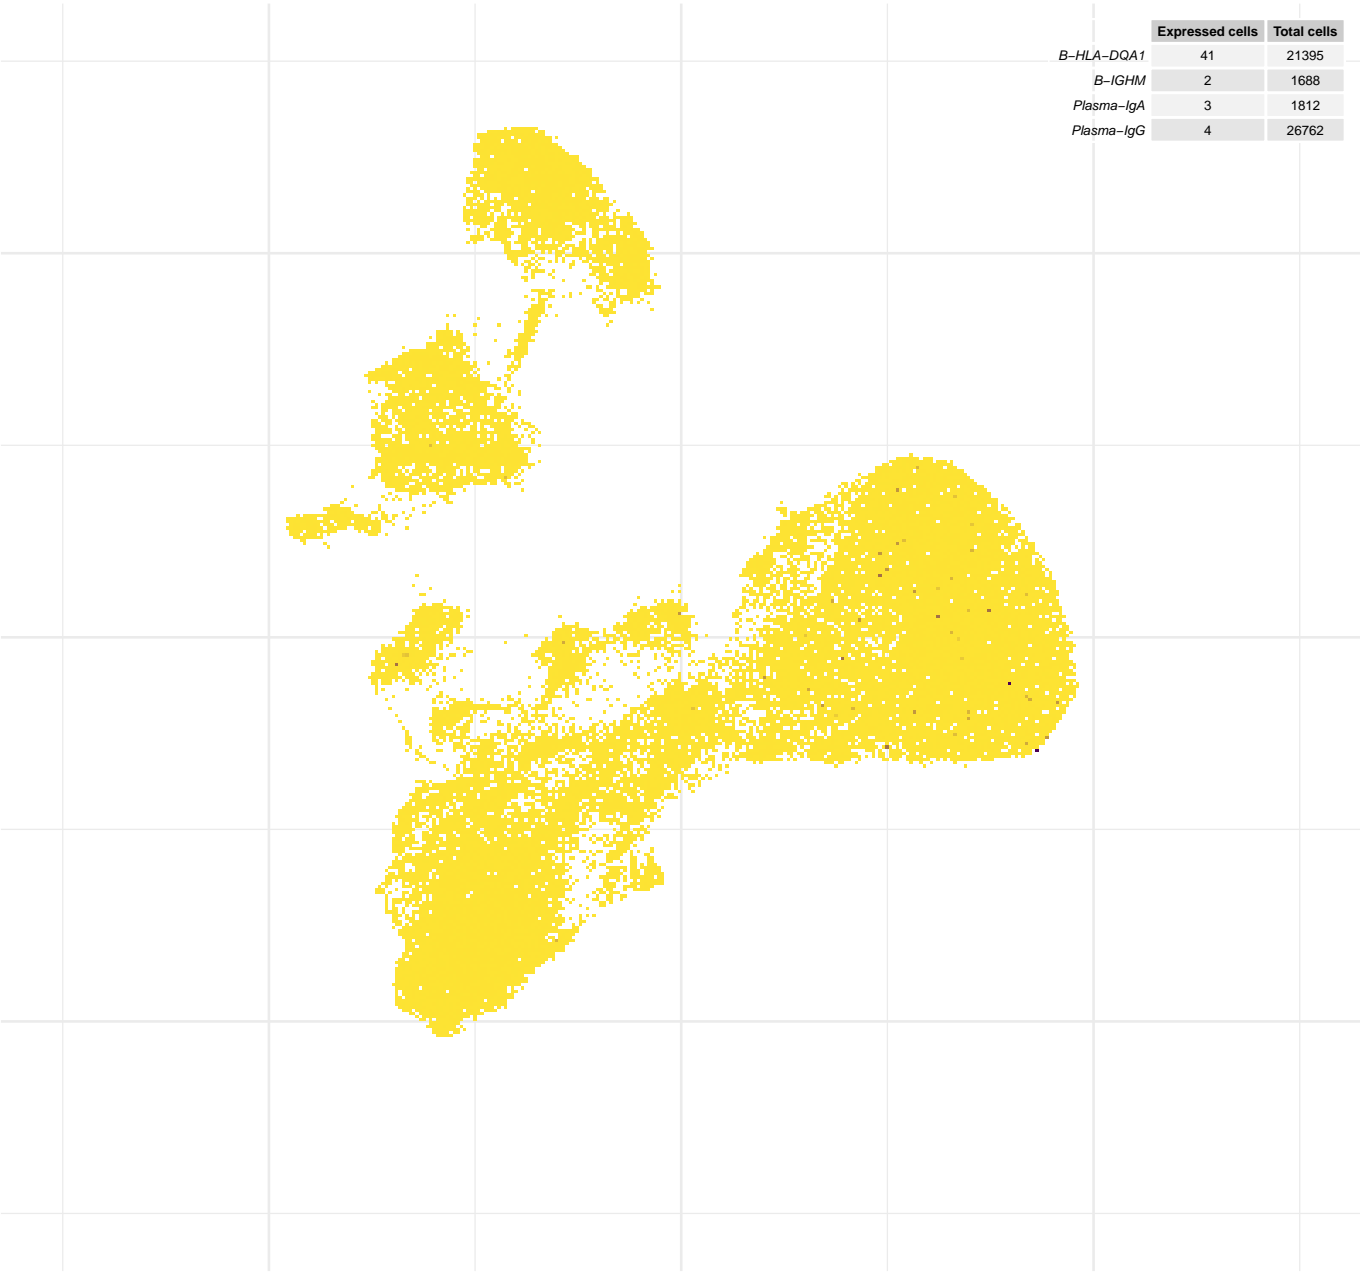 Expressed cells Total cells
B−HLA−DQA1 41 21395
B−IGHM 2 1688
Plasma−IgA 3 1812
Plasma−IgG 4 26762